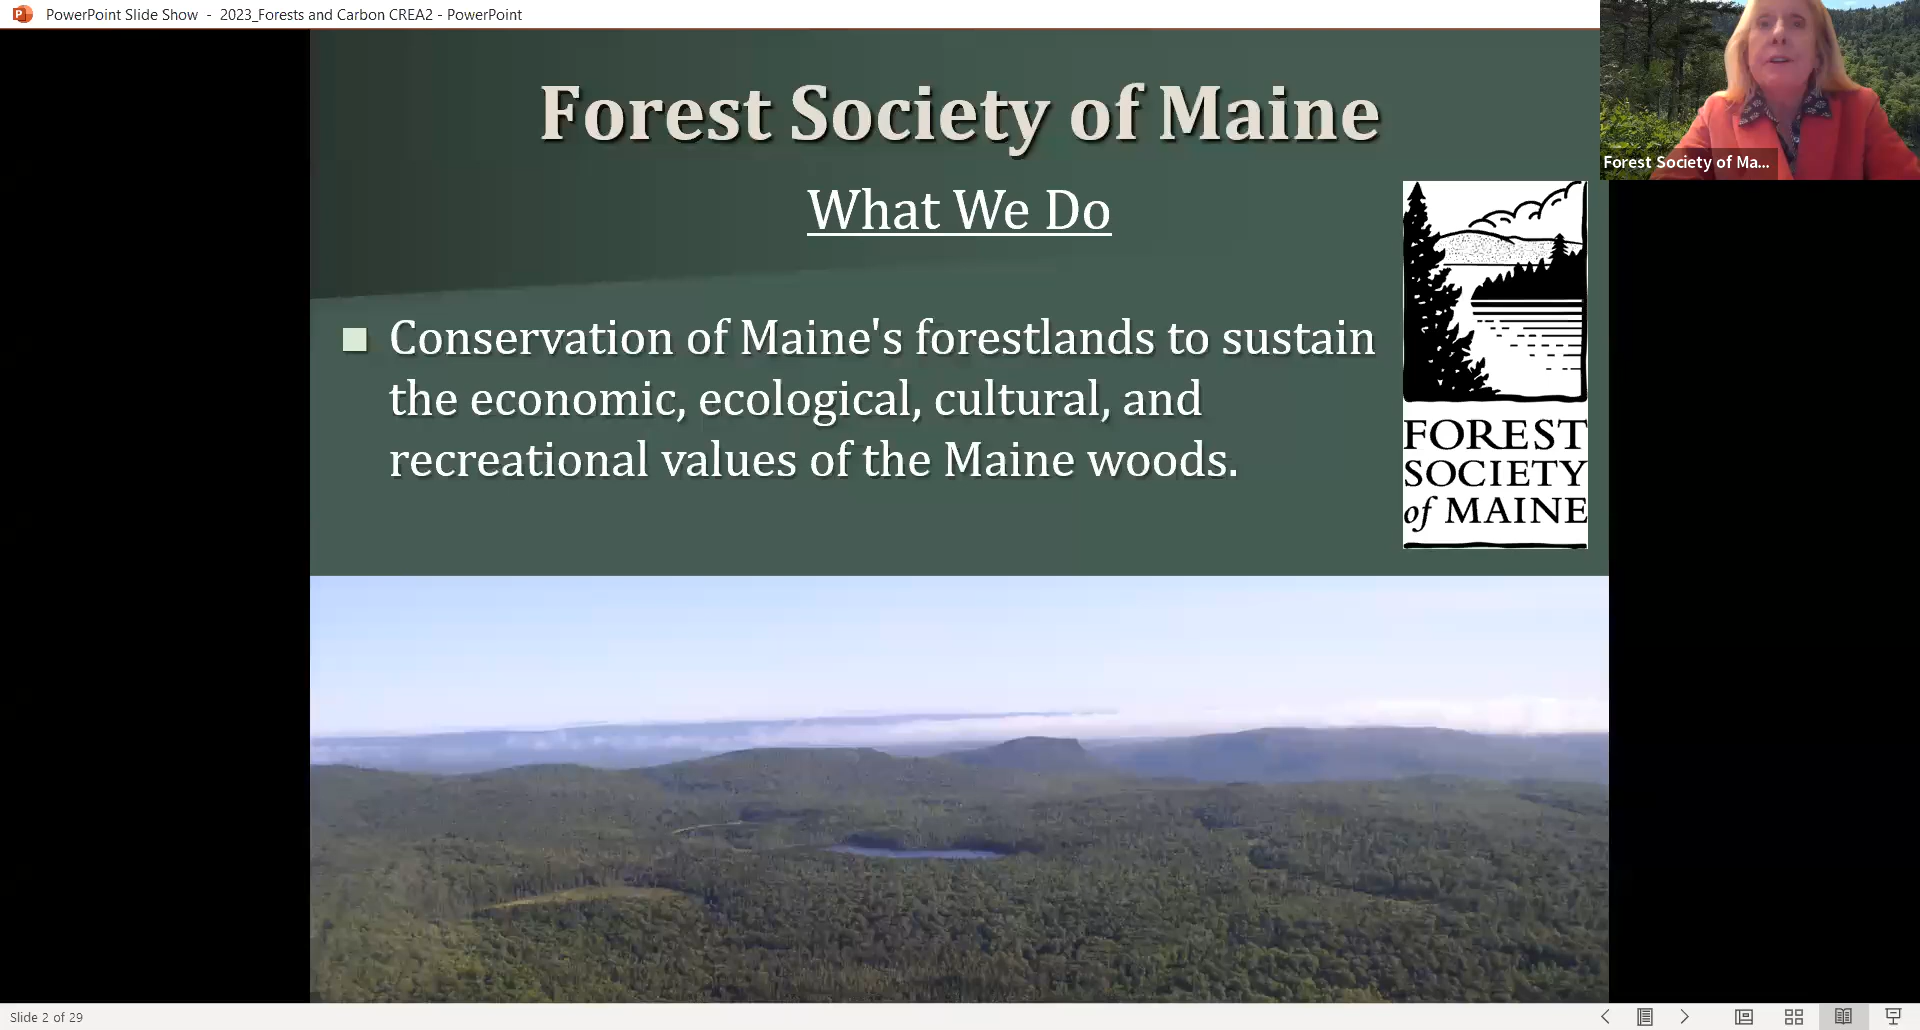 PowerPoint Slide Show - 2023_Forests and Carbon CREA2 - PowerPoint
Forest Society of Ma...
Forest Society of Maine
What We Do
Conservation of Maine's forestlands to sustain
the economic, ecological, cultural, and
recreational values of the Maine woods.
FOREST
SOCIETY
of MAINE
Slide 2 of 29